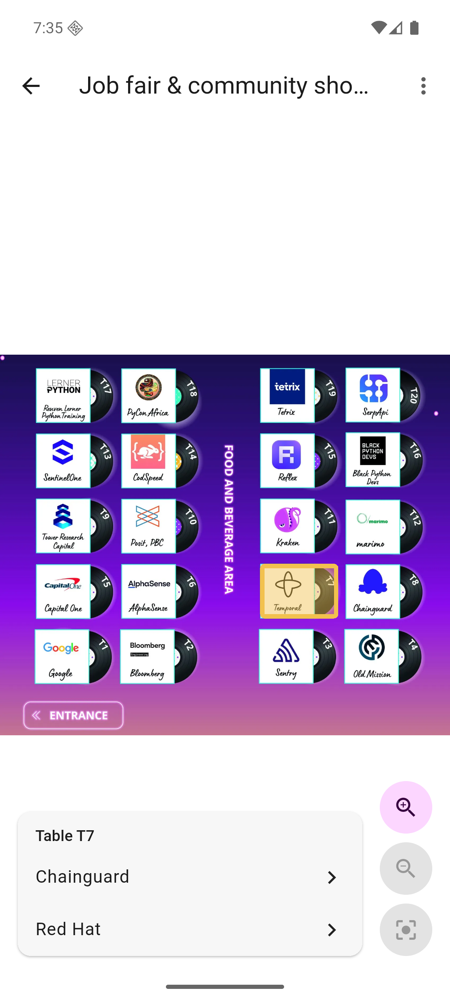 7:35
Job fair & community sho...
LERNER
PYTHON
Reuven Lerner
Python Training
T17
PyCon Africa
T18
tetrix
Tetrix
T19
SerpApi
T20
SentinelOne
T13
CodSpeed
T14
Reflex
T15
BLACK
PYTHON
DEVS
Black Python
Devs
T16
Tower Research
Capital
T9
Posit, PBC
T10
Kraken
T11
marimo
marimo
T12
FOOD AND BEVERAGE AREA
CapitalOne
Capital One
T5
AlphaSense
AlphaSense
T6
Temporal
T7
Chainguard
T8
Google
Google
T1
Bloomberg
Engineering
Bloomberg
T2
Sentry
T3
Old Mission
T4
« ENTRANCE
Table T7
Chainguard
Red Hat